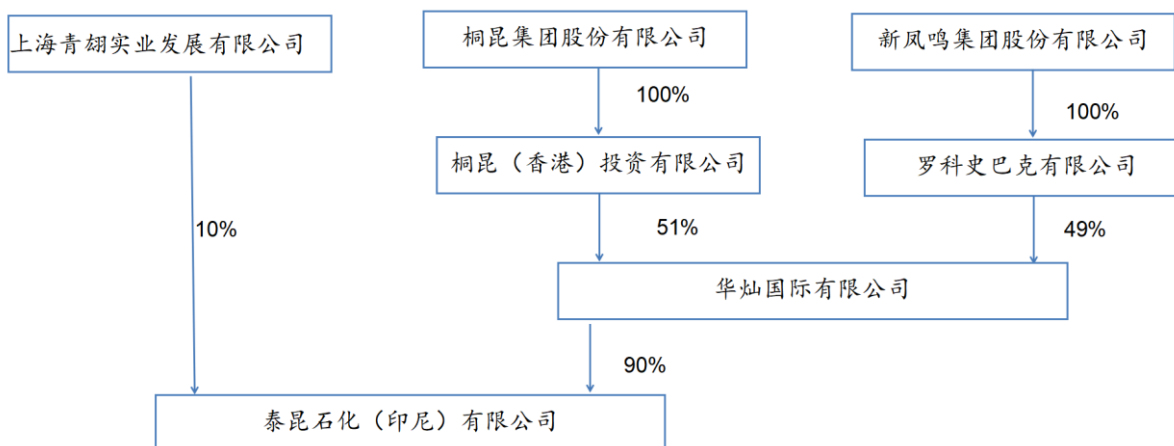 上海青翃实业发展有限公司
桐昆集团股份有限公司
新凤鸣集团股份有限公司
100%
100%
桐昆（香港）投资有限公司
罗科史巴克有限公司
10%
51%
49%
华灿国际有限公司
90%
泰昆石化（印尼）有限公司